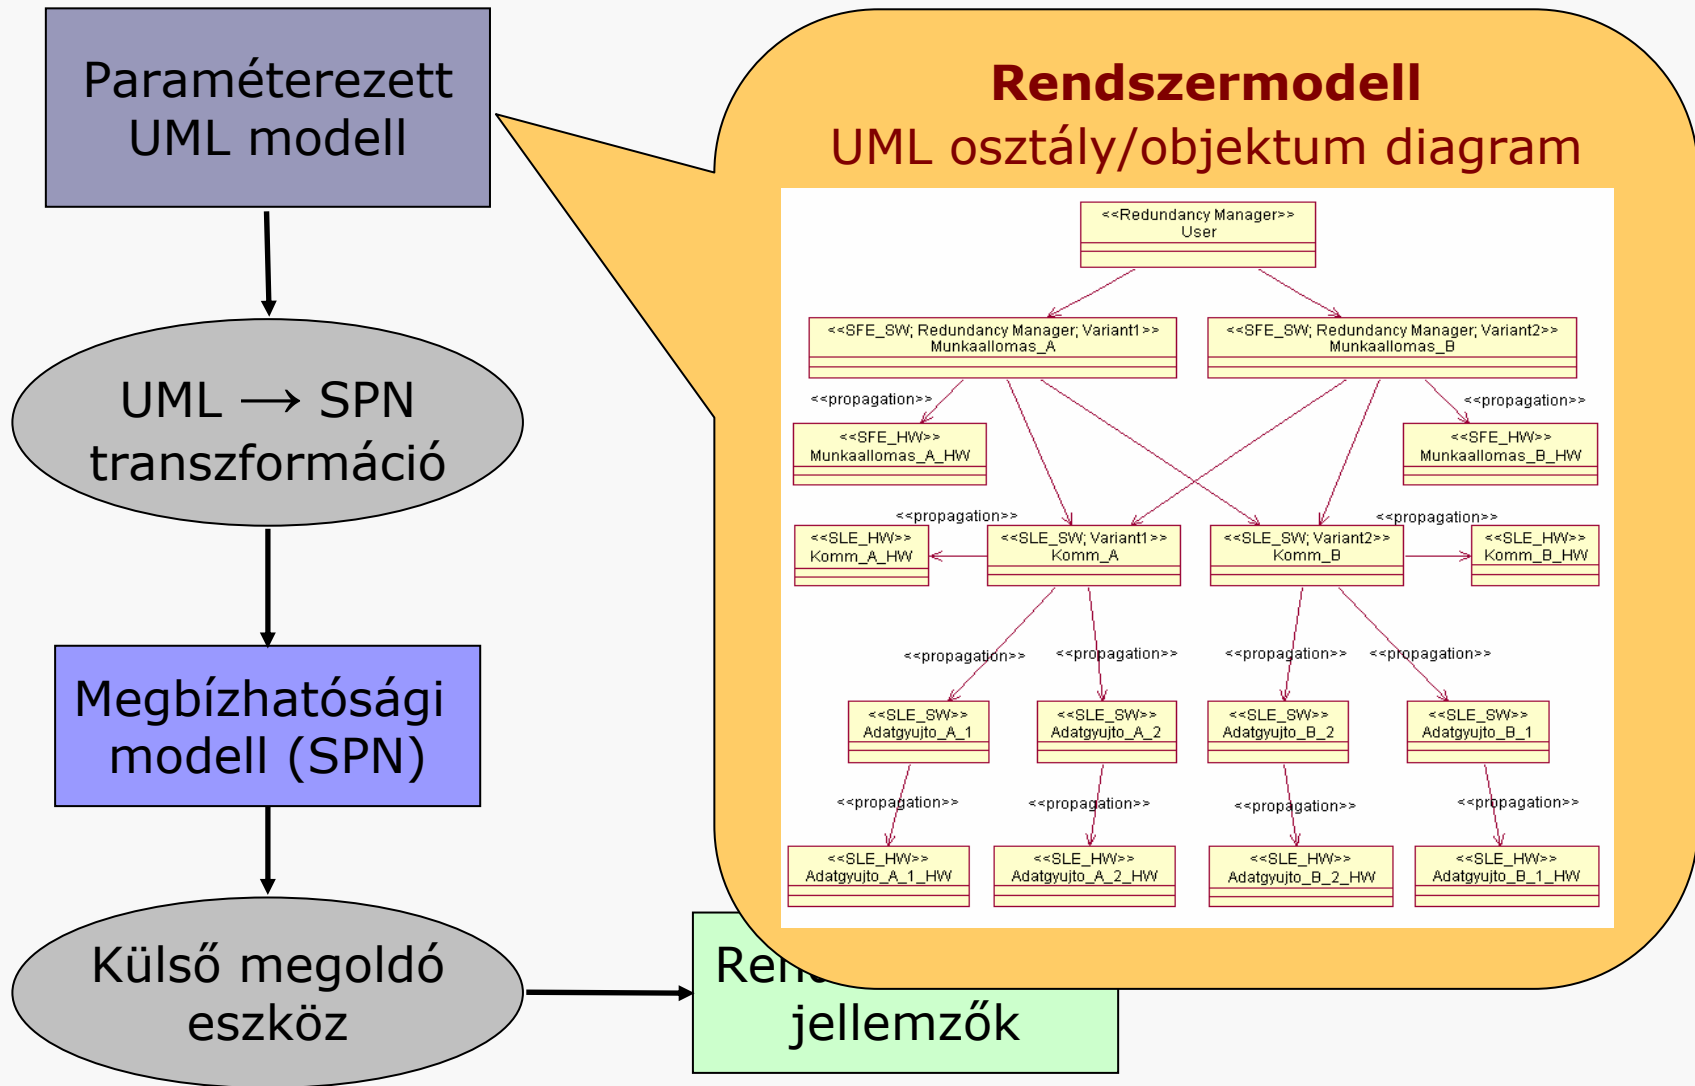 Paraméterezett
UML modell
UML → SPN
transzformáció
Megbízhatósági
modell (SPN)
Külső megoldó
eszköz
jellemzők
Rendszermodell
UML osztály/objektum diagram
<<Redundancy Manager>>
User
<<SFE_SW; Redundancy Manager; Variant1>>
Munkaallomas_A
<<SFE_SW; Redundancy Manager; Variant2>>
Munkaallomas_B
<<propagation>>
<<propagation>>
<<SFE_HW>>
Munkaallomas_A_HW
<<SFE_HW>>
Munkaallomas_B_HW
<<propagation>>
<<propagation>>
<<SLE_HW>>
Komm_A_HW
<<SLE_SW; Variant1>>
Komm_A
<<SLE_SW; Variant2>>
Komm_B
<<SLE_HW>>
Komm_B_HW
<<propagation>>
<<propagation>>
<<propagation>>
<<propagation>>
<<SLE_SW>>
Adatgyujto_A_1
<<SLE_SW>>
Adatgyujto_A_2
<<SLE_SW>>
Adatgyujto_B_2
<<SLE_SW>>
Adatgyujto_B_1
<<propagation>>
<<propagation>>
<<propagation>>
<<propagation>>
<<SLE_HW>>
Adatgyujto_A_1_HW
<<SLE_HW>>
Adatgyujto_A_2_HW
<<SLE_HW>>
Adatgyujto_B_2_HW
<<SLE_HW>>
Adatgyujto_B_1_HW